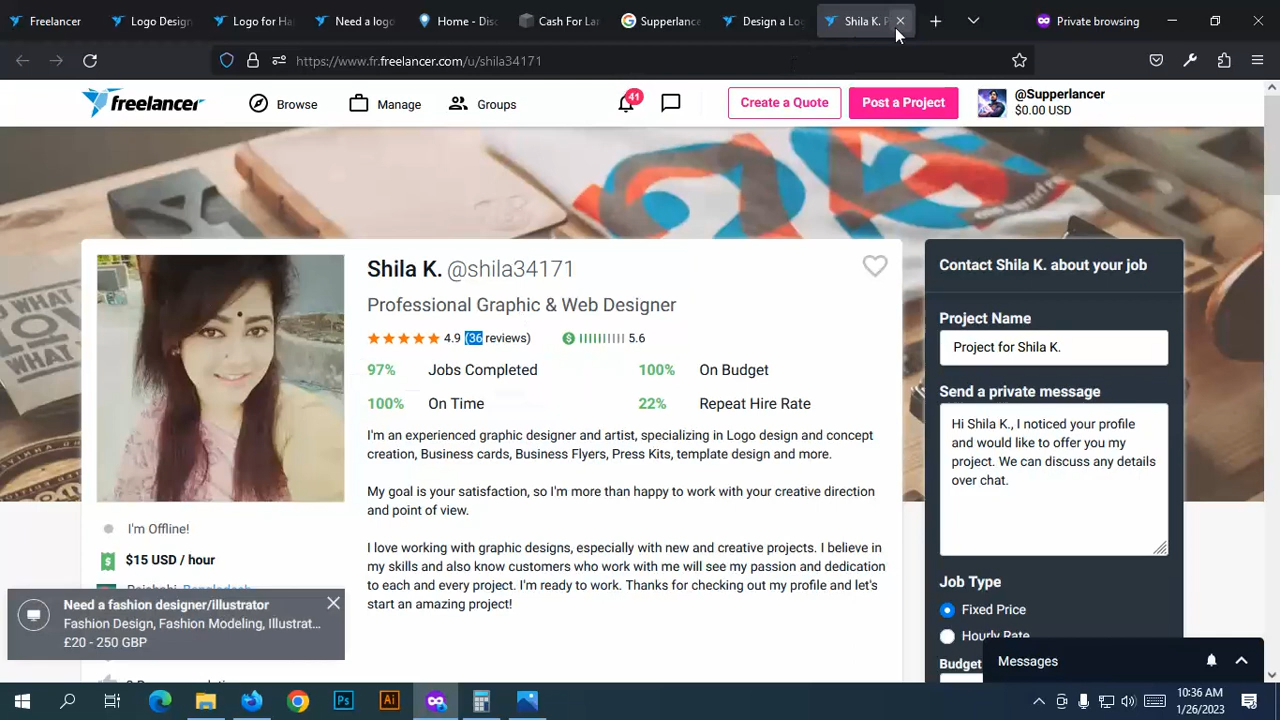 Freelancer
Logo Design
Logo for Ha
Need a logo
Home - Disc
Cash For La
Supperlance
Design a Lo
Shila K. P
Private browsing
https://www.fr.freelancer.com/u/shila34171
freelancer
Browse
Manage
Groups
41
Create a Quote
Post a Project
@Supperlancer
$0.00 USD
Shila K. @shila34171
Professional Graphic & Web Designer
4.9 (36 reviews)
5.6
97% Jobs Completed
100% On Budget
100% On Time
22% Repeat Hire Rate
I'm an experienced graphic designer and artist, specializing in Logo design and concept
creation, Business cards, Business Flyers, Press Kits, template design and more.
My goal is your satisfaction, so I'm more than happy to work with your creative direction
and point of view.
I love working with graphic designs, especially with new and creative projects. I believe in
my skills and also know customers who work with me will see my passion and dedication
to each and every project. I'm ready to work. Thanks for checking out my profile and let's
start an amazing project!
I'm Offline!
$15 USD / hour
Need a fashion designer/illustrator
Fashion Design, Fashion Modeling, Illustrat...
£20 - 250 GBP
Contact Shila K. about your job
Project Name
Project for Shila K.
Send a private message
Hi Shila K., I noticed your profile
and would like to offer you my
project. We can discuss any details
over chat.
Job Type
Fixed Price
Hourly Rate
Budget
Messages
Ps
Ai
10:36 AM
1/26/2023